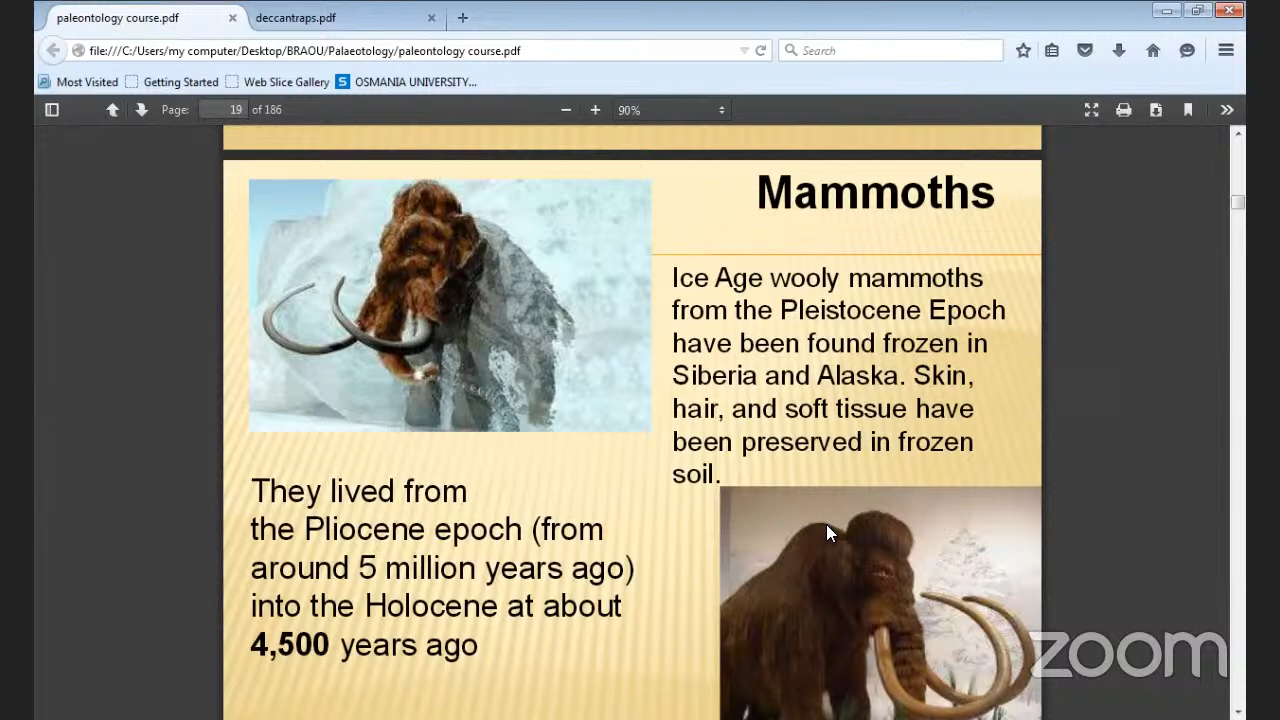 paleontology course.pdf
deccantraps.pdf
file:///C:/Users/my computer/Desktop/BRAOU/Palaeotology/paleontology course.pdf
Search
Most Visited
Getting Started
Web Slice Gallery
S
OSMANIA UNIVERSITY...
Page:
19
of 186
90%
Mammoths
Ice Age wooly mammoths
from the Pleistocene Epoch
have been found frozen in
Siberia and Alaska. Skin,
hair, and soft tissue have
been preserved in frozen
soil.
They lived from
the Pliocene epoch (from
around 5 million years ago)
into the Holocene at about
4,500 years ago
zoom